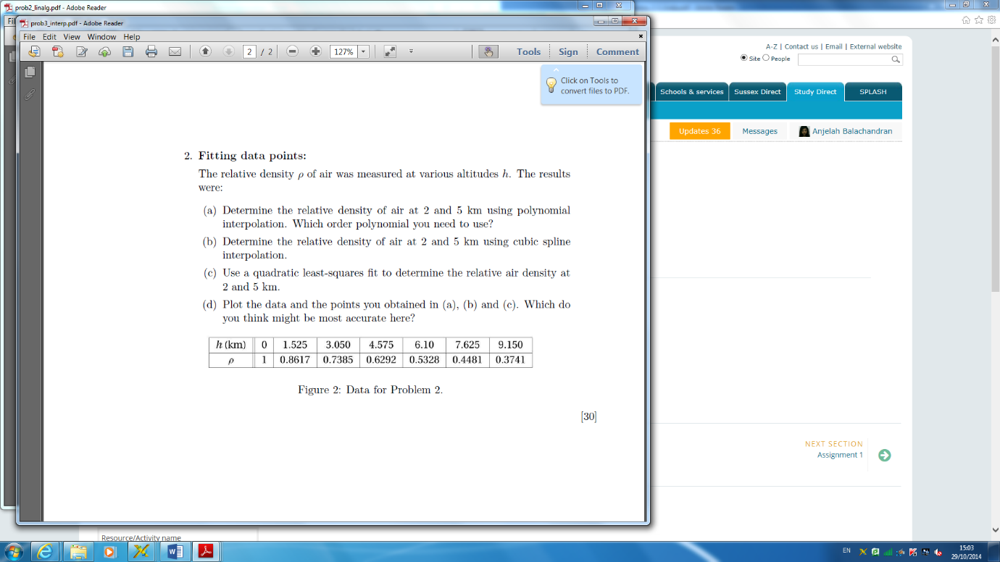 prob2_linalg.pdf - Adobe Reader
prob3_interp.pdf - Adobe Reader
File Edit View Window Help
2 / 2 127% Tools Sign Comment
Click on Tools to
convert files to PDF.
A-Z | Contact us | Email | External website
Site People
Schools & services Sussex Direct Study Direct SPLASH
Updates 36 Messages Anjelah Balachandran
2. Fitting data points:
The relative density ρ of air was measured at various altitudes h. The results
were:
(a) Determine the relative density of air at 2 and 5 km using polynomial
interpolation. Which order polynomial you need to use?
(b) Determine the relative density of air at 2 and 5 km using cubic spline
interpolation.
(c) Use a quadratic least-squares fit to determine the relative air density at
2 and 5 km.
(d) Plot the data and the points you obtained in (a), (b) and (c). Which do
you think might be most accurate here?
h (km) 0 1.525 3.050 4.575 6.10 7.625 9.150
ρ 1 0.8617 0.7385 0.6292 0.5328 0.4481 0.3741
Figure 2: Data for Problem 2.
[30]
NEXT SECTION
Assignment 1
Resource/Activity name
EN
15:03
29/10/2014